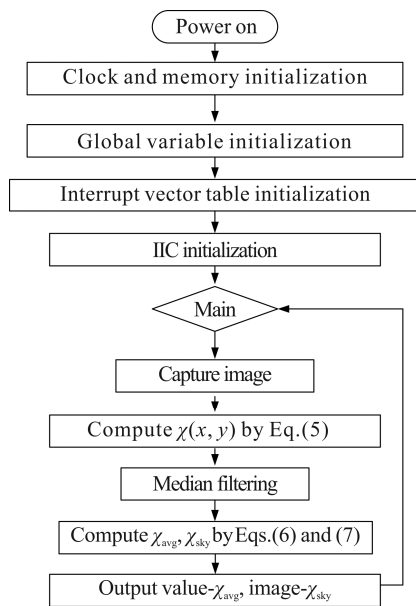 Power on
Clock and memory initialization
Global variable initialization
Interrupt vector table initialization
IIC initialization
Main
Capture image
Compute χ(x, y) by Eq.(5)
Median filtering
Compute χavg, χsky by Eqs.(6) and (7)
Output value-χavg, image-χsky